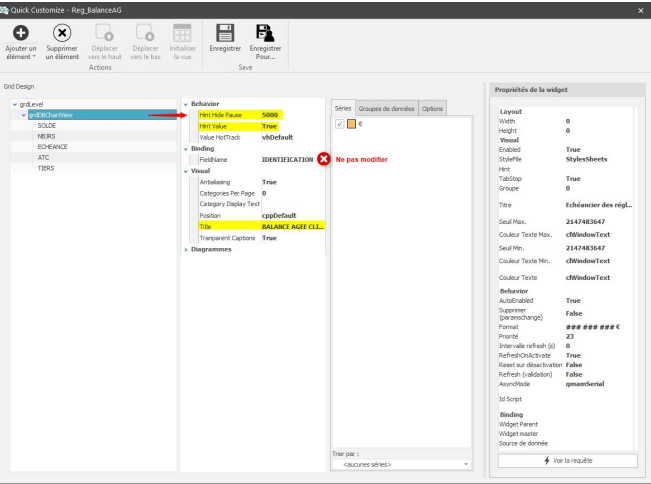 Quick Customize - Reg_BalanceAG
Ajouter un élément
Supprimer un élément
Déplacer vers le haut
Déplacer vers le bas
Initialiser la vue
Enregistrer
Enregistrer Pour...
Actions
Save
Grid Design
grdLevel
grdDBChartView
SOLDE
NBJRS
ECHEANCE
ATC
TIERS
Behavior
Hint Hide Pause 5000
Hint Value True
Value HotTrack vhDefault
Binding
FieldName IDENTIFICATION
Visual
Antialiasing True
Categories Per Page 0
Category Display Text
Position cppDefault
Title BALANCE AGEE CLI...
Tranparent Captions True
Diagrammes
Séries
Groupes de données
Options
€
Ne pas modifier
Trier par :
<aucunes séries>
Propriétés de la widget
Layout
Width 0
Height 0
Visual
Enabled True
StyleFile StylesSheets
Hint
TabStop True
Groupe 0
Titre Echéancier des régl...
Seuil Max. 2147483647
Couleur Texte Max. clWindowText
Seuil Min. 2147483647
Couleur Texte Min. clWindowText
Couleur Texte clWindowText
Behavior
AutoEnabled True
Supprimer (paramschange) False
Format ### ### ### €
Priorité 23
Intervalle refresh (s) 0
RefreshOnActivate True
Reset sur désactivation False
Refresh (validation) False
AsyncMode qmamSerial
Id Script
Binding
Widget Parent
Widget master
Source de donnée
Voir la requête